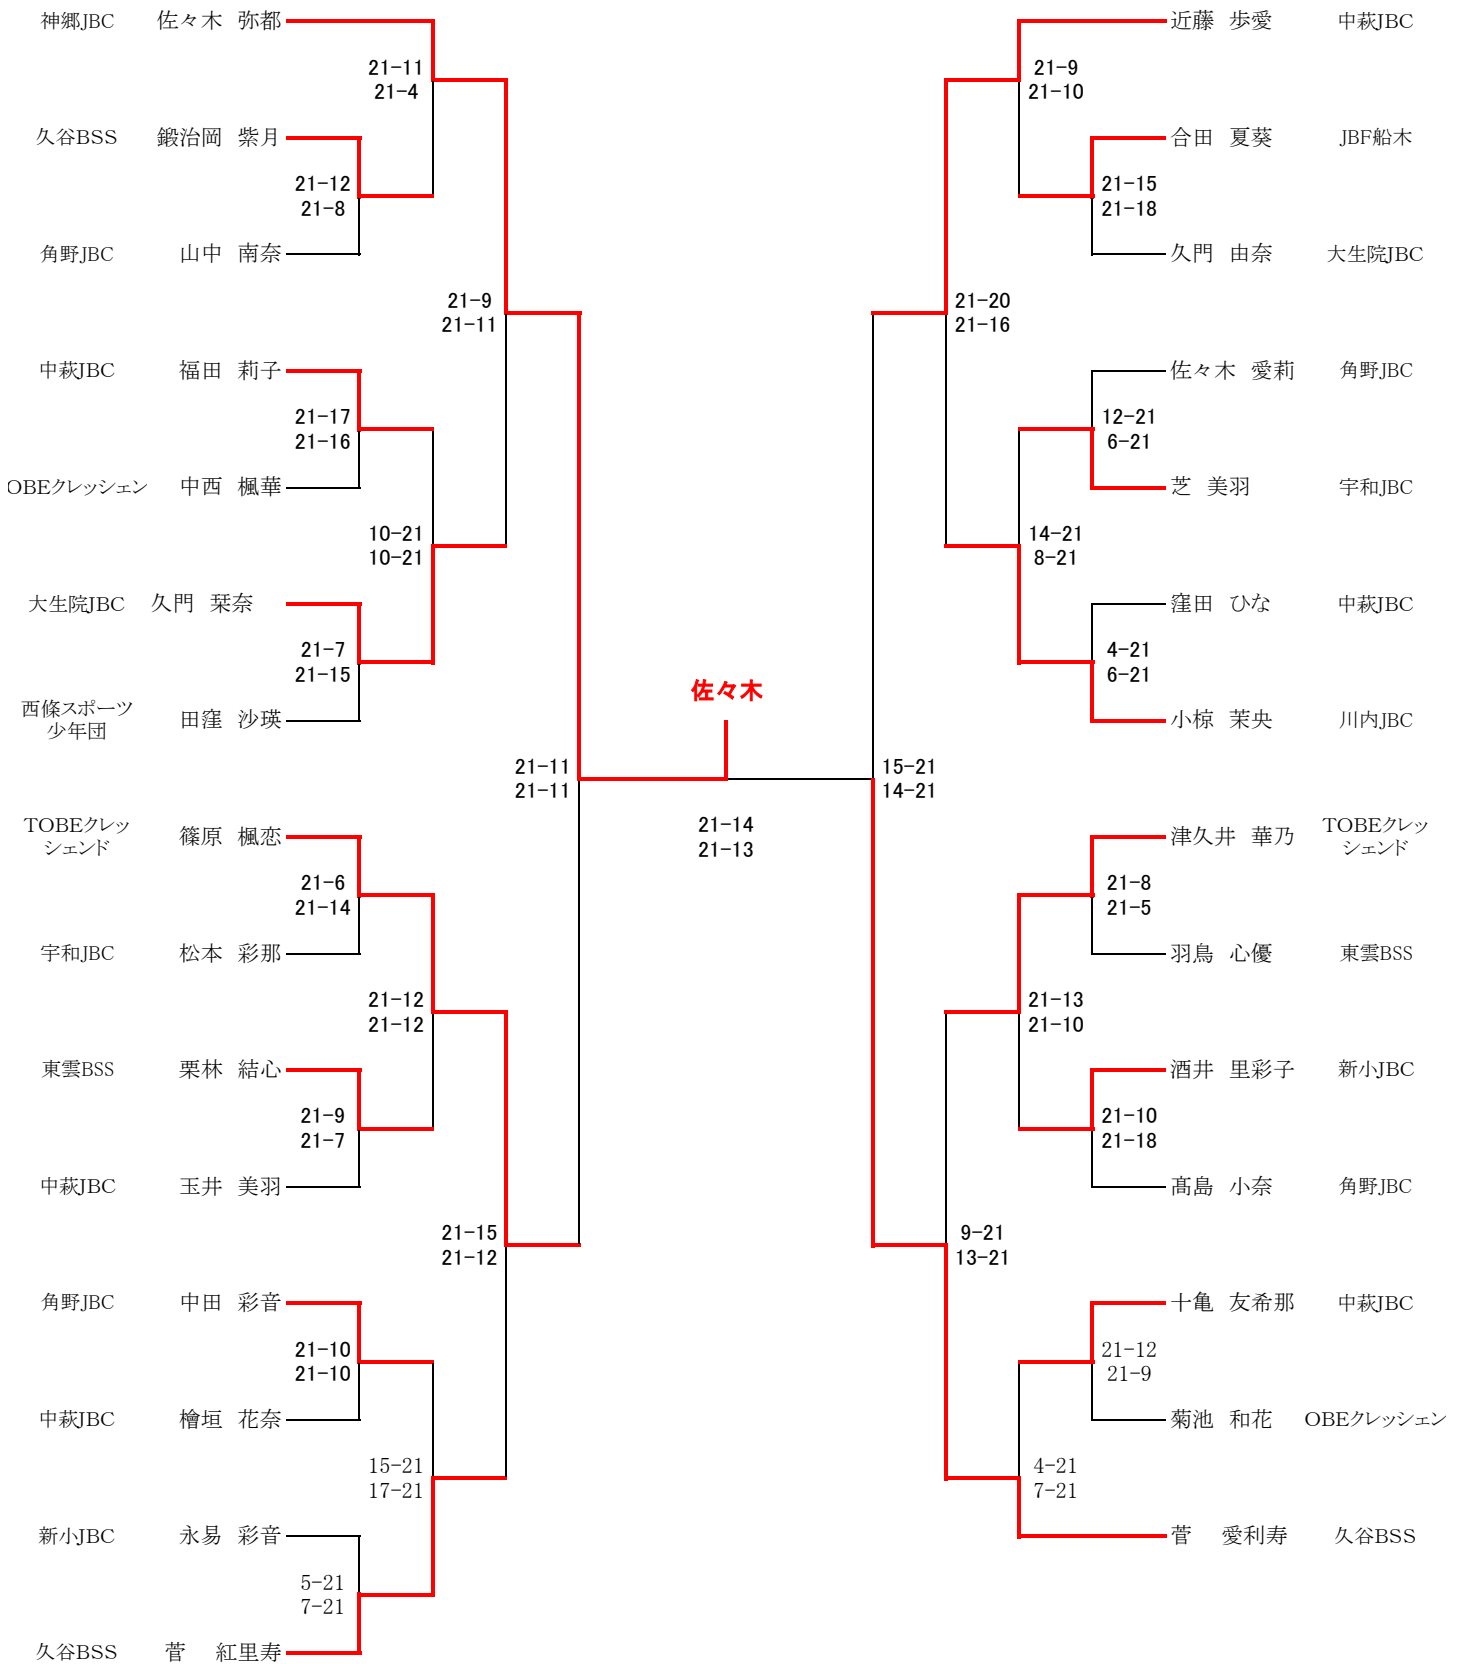 神郷JBC 佐々木 弥都
21-11
21-4
久谷BSS 鍛治岡 紫月
21-12
21-8
角野JBC 山中 南奈
21-9
21-11
中萩JBC 福田 莉子
21-17
21-16
OBEクレッシェン 中西 楓華
10-21
10-21
大生院JBC 久門 栞奈
21-7
21-15
西條スポーツ
少年団
田窪 沙瑛
21-11
21-11
TOBEクレッ
シェンド
篠原 楓恋
21-6
21-14
宇和JBC 松本 彩那
21-12
21-12
東雲BSS 栗林 結心
21-9
21-7
中萩JBC 玉井 美羽
21-15
21-12
角野JBC 中田 彩音
21-10
21-10
中萩JBC 檜垣 花奈
15-21
17-21
新小JBC 永易 彩音
5-21
7-21
久谷BSS 菅 紅里寿
佐々木
21-14
21-13
近藤 歩愛 中萩JBC
21-9
21-10
合田 夏葵 JBF船木
21-15
21-18
久門 由奈 大生院JBC
21-20
21-16
佐々木 愛莉 角野JBC
12-21
6-21
芝 美羽 宇和JBC
14-21
8-21
窪田 ひな 中萩JBC
4-21
6-21
小椋 茉央 川内JBC
15-21
14-21
津久井 華乃
TOBEクレッ
シェンド
21-8
21-5
羽鳥 心優 東雲BSS
21-13
21-10
酒井 里彩子 新小JBC
21-10
21-18
髙島 小奈 角野JBC
9-21
13-21
十亀 友希那 中萩JBC
21-12
21-9
菊池 和花 OBEクレッシェン
4-21
7-21
菅 愛利寿 久谷BSS